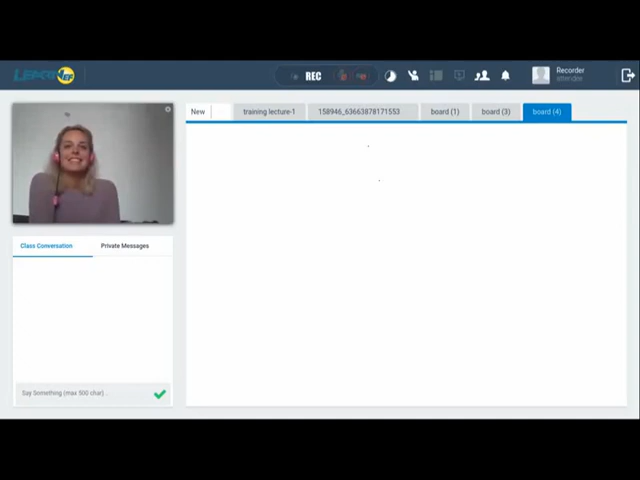 LEARNER
REC
Recorder
attendee
New
training lecture-1
158946_63663878171553
board (1)
board (3)
board (4)
Class Conversation
Private Messages
Say Something (max 500 char) ..